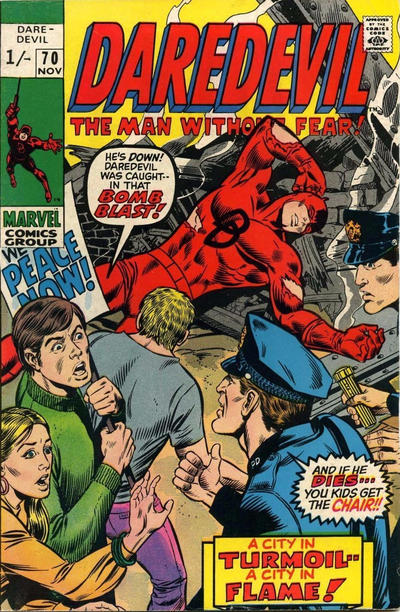 DARE-
DEVIL
1/- 70
NOV
APPROVED
BY THE
COMICS
CODE
AUTHORITY
DAREDEVIL
THE MAN WITHOUT FEAR!
TM
MARVEL
COMICS
GROUP
HE'S DOWN!
DAREDEVIL
WAS CAUGHT--
IN THAT
BOMB
BLAST!
WE
PEACE
NOW!
AND IF HE
DIES...
YOU KIDS GET
THE CHAIR!!
A CITY IN
TURMOIL--
A CITY IN
FLAME!